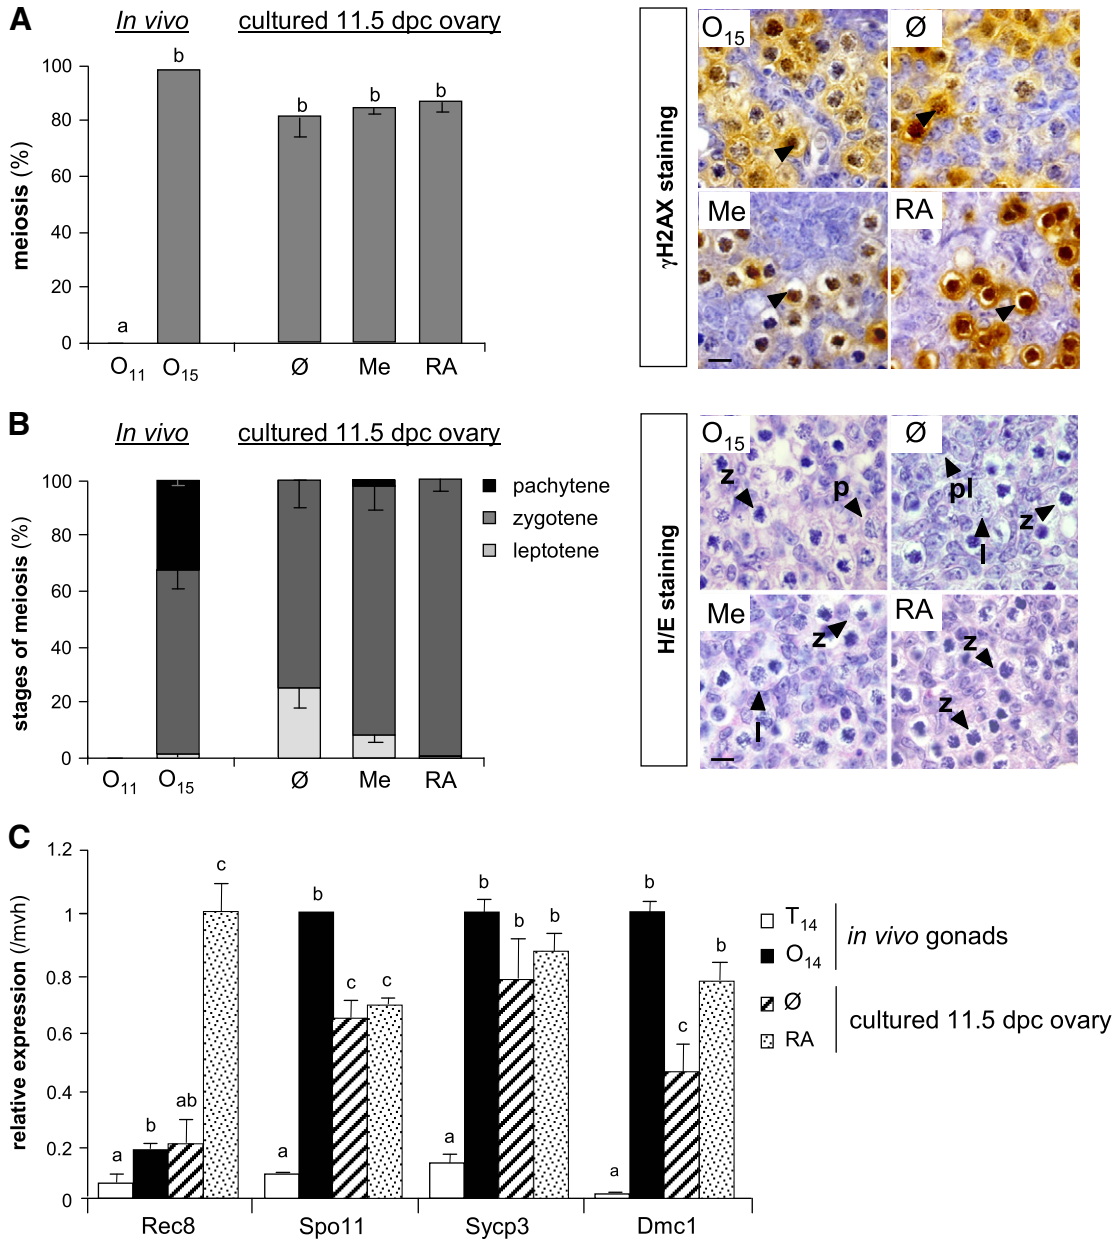 A
In vivo
cultured 11.5 dpc ovary
meiosis (%)
100
80
60
40
20
0
a
b
b
b
b
O11
O15
Ø
Me
RA
γH2AX staining
O15
Ø
Me
RA
B
In vivo
cultured 11.5 dpc ovary
stages of meiosis (%)
100
80
60
40
20
0
O11
O15
Ø
Me
RA
pachytene
zygotene
leptotene
H/E staining
O15
z
p
Ø
pl
z
l
Me
z
l
RA
z
z
C
relative expression (/mvh)
1.2
1
0.8
0.6
0.4
0.2
0
a
b
ab
c
a
b
c
c
a
b
b
b
a
b
c
b
Rec8
Spo11
Sycp3
Dmc1
T14
O14
in vivo gonads
Ø
RA
cultured 11.5 dpc ovary